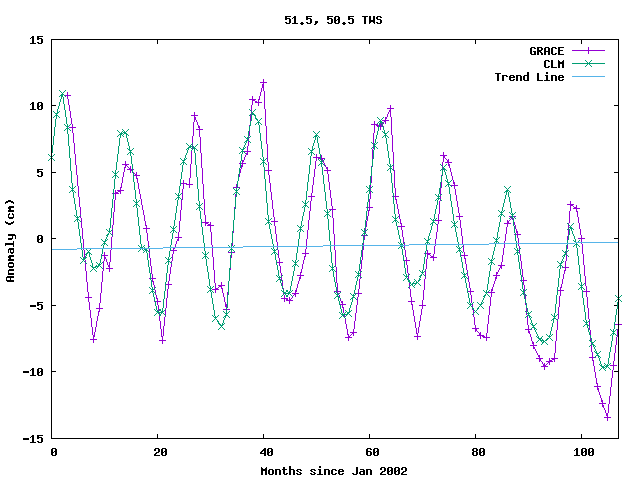 51.5, 50.5 TWS
GRACE
CLM
Trend Line
15
10
5
0
-5
-10
-15
Anomaly (cm)
0 20 40 60 80 100
Months since Jan 2002